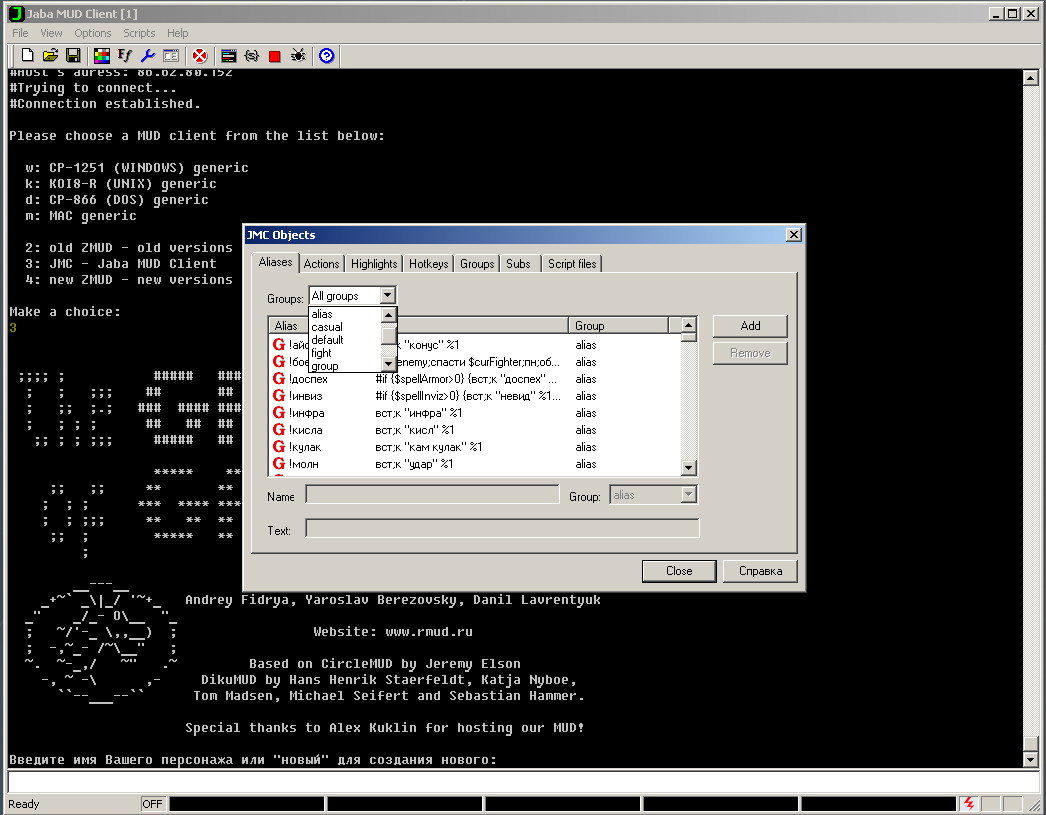 Jaba MUD Client [1]
File View Options Scripts Help
#Host's adress: 86.62.80.152
#Trying to connect...
#Connection established.
Please choose a MUD client from the list below:
w: CP-1251 (WINDOWS) generic
k: KOI8-R (UNIX) generic
d: CP-866 (DOS) generic
m: MAC generic
2: old ZMUD - old versions
3: JMC - Jaba MUD Client
4: new ZMUD - new versions
Make a choice:
3
JMC Objects
Aliases Actions Highlights Hotkeys Groups Subs Script files
Groups: All groups
alias
casual
default
fight
group
Alias Group
Add
Remove
"конус" %1 alias
enemy;спасти $curFighter;пн;об... alias
!доспех #if {$spellArmor>0} {вст;к "доспех" ... alias
!инвиз #if {$spellInviz>0} {вст;к "невид" %1... alias
!инфра вст;к "инфра" %1 alias
!кисла вст;к "кисл" %1 alias
!кулак вст;к "кам кулак" %1 alias
!молн вст;к "удар" %1 alias
Name Group: alias
Text:
Close Справка
Andrey Fidrya, Yaroslav Berezovsky, Danil Lavrentyuk
Website: www.rmud.ru
Based on CircleMUD by Jeremy Elson
DikuMUD by Hans Henrik Staerfeldt, Katja Nyboe,
Tom Madsen, Michael Seifert and Sebastian Hammer.
Special thanks to Alex Kuklin for hosting our MUD!
Введите имя Вашего персонажа или "новый" для создания нового:
Ready OFF